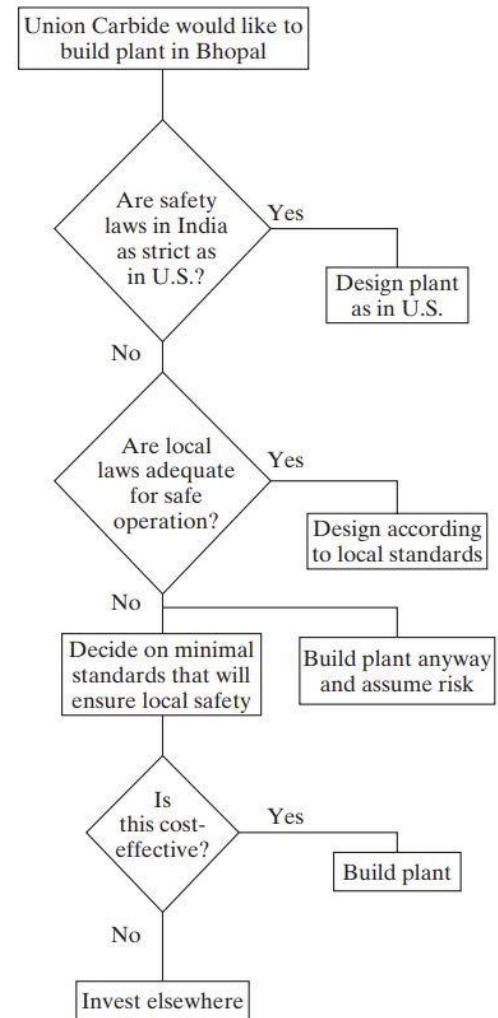 Union Carbide would like to
build plant in Bhopal
Are safety
laws in India
as strict as
in U.S.?
Yes
Design plant
as in U.S.
No
Are local
laws adequate
for safe
operation?
Yes
Design according
to local standards
No
Decide on minimal
standards that will
ensure local safety
Build plant anyway
and assume risk
Is
this cost-
effective?
Yes
Build plant
No
Invest elsewhere